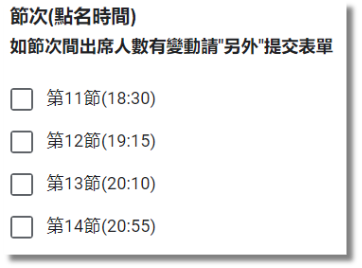 節次(點名時間)
如節次間出席人數有變動請"另外"提交表單
第11節(18:30)
第12節(19:15)
第13節(20:10)
第14節(20:55)